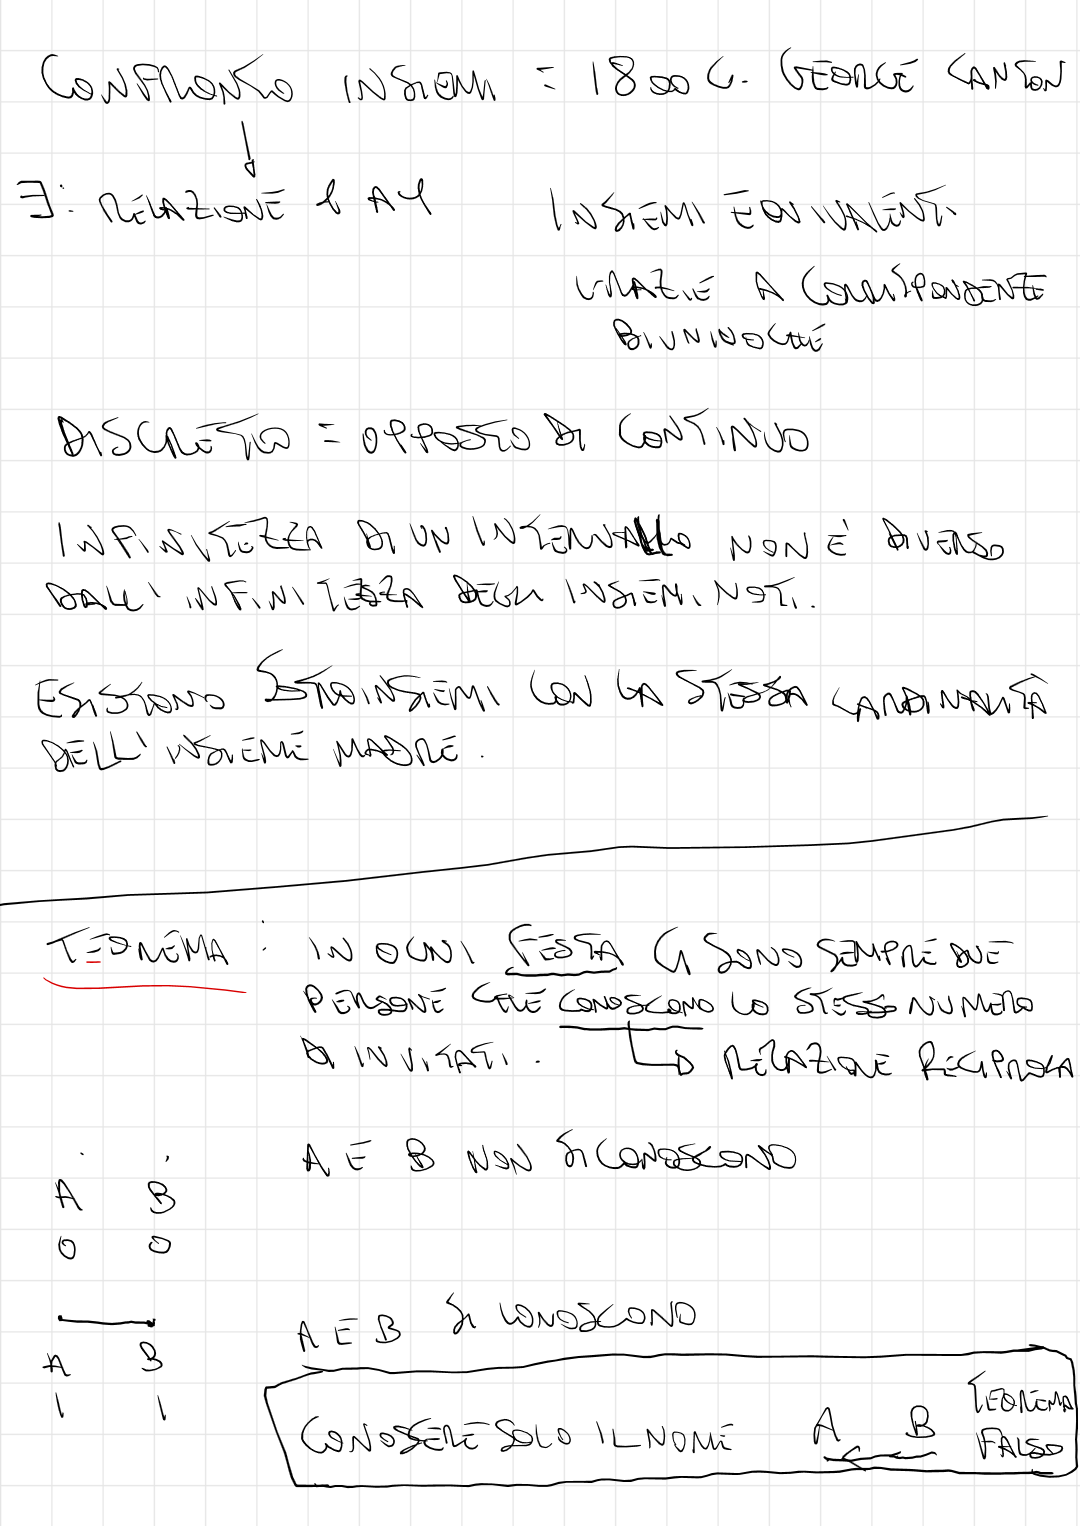 CONFRONTO INSIEMI = 1800 G. GEORGE CANTOR
∃: RELAZIONE INSIEMI EQUIVALENTI
GRAZIE A CORRISPONDENZE
BIUNINOCHE
DISCRETO = OPPOSTO DI CONTINUO
INFINITEZZA DI UN INTERVALLO NON È DIVERSO
DALL' INFINITEZZA DEGLI INSIEMI NOTI.
ESISTONO SOTTOINSIEMI CON LA STESSA CARDINALITÀ
DELL' INSIEME MADRE.
TEOREMA : IN OGNI FESTA CI SONO SEMPRE DUE
PERSONE CHE CONOSCONO LO STESSO NUMERO
DI INVITATI. RELAZIONE RECIPROCA
A E B NON SI CONOSCONO
A B
0 0
A E B SI CONOSCONO
A B
1 1
TEOREMA
CONOSCERE SOLO IL NOME A B FALSO